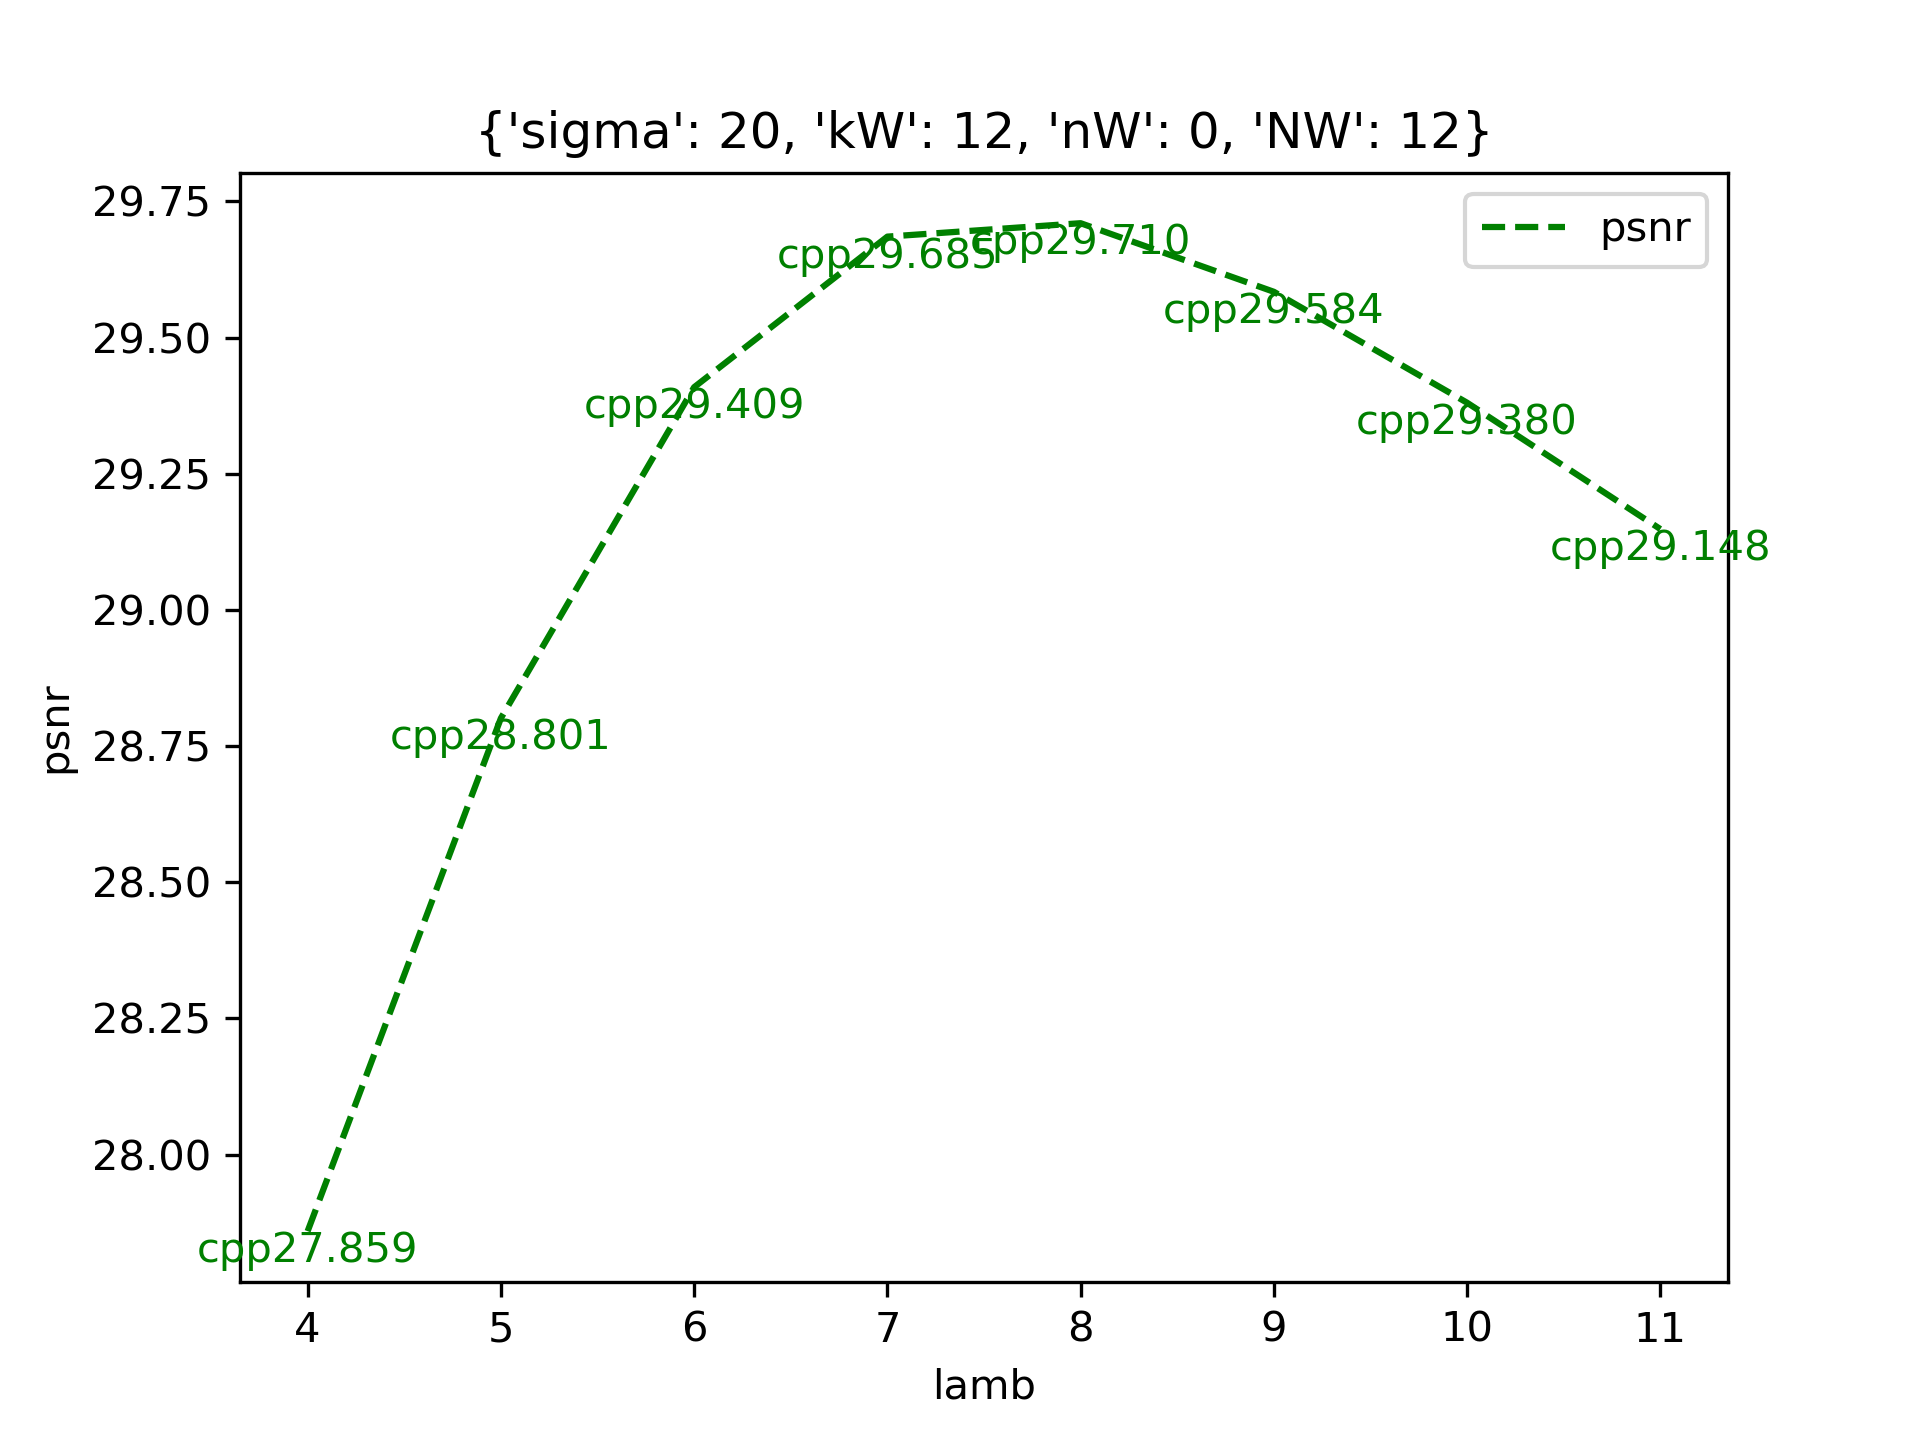 {'sigma': 20, 'kW': 12, 'nW': 0, 'NW': 12}
psnr
29.75
29.50
29.25
29.00
28.75
28.50
28.25
28.00
psnr
cpp27.859
cpp28.801
cpp29.409
cpp29.685
cpp29.710
cpp29.584
cpp29.380
cpp29.148
4 5 6 7 8 9 10 11
lamb